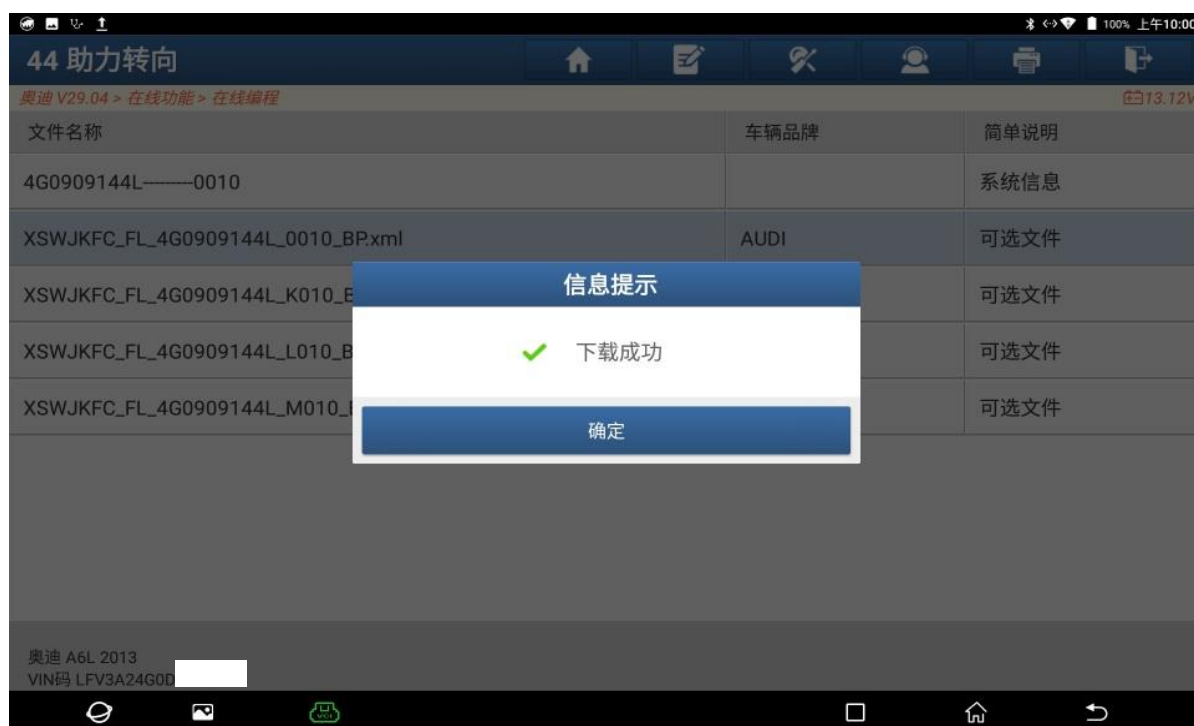 100% 上午10:00
44 助力转向
奥迪 V29.04 > 在线功能 > 在线编程
13.12V
文件名称 车辆品牌 简单说明
4G0909144L---------0010 系统信息
XSWJKFC_FL_4G0909144L_0010_BP.xml AUDI 可选文件
XSWJKFC_FL_4G0909144L_K010_ 可选文件
XSWJKFC_FL_4G0909144L_L010_B 可选文件
XSWJKFC_FL_4G0909144L_M010_ 可选文件
信息提示
下载成功
确定
奥迪 A6L 2013
VIN码 LFV3A24G0D
VCI